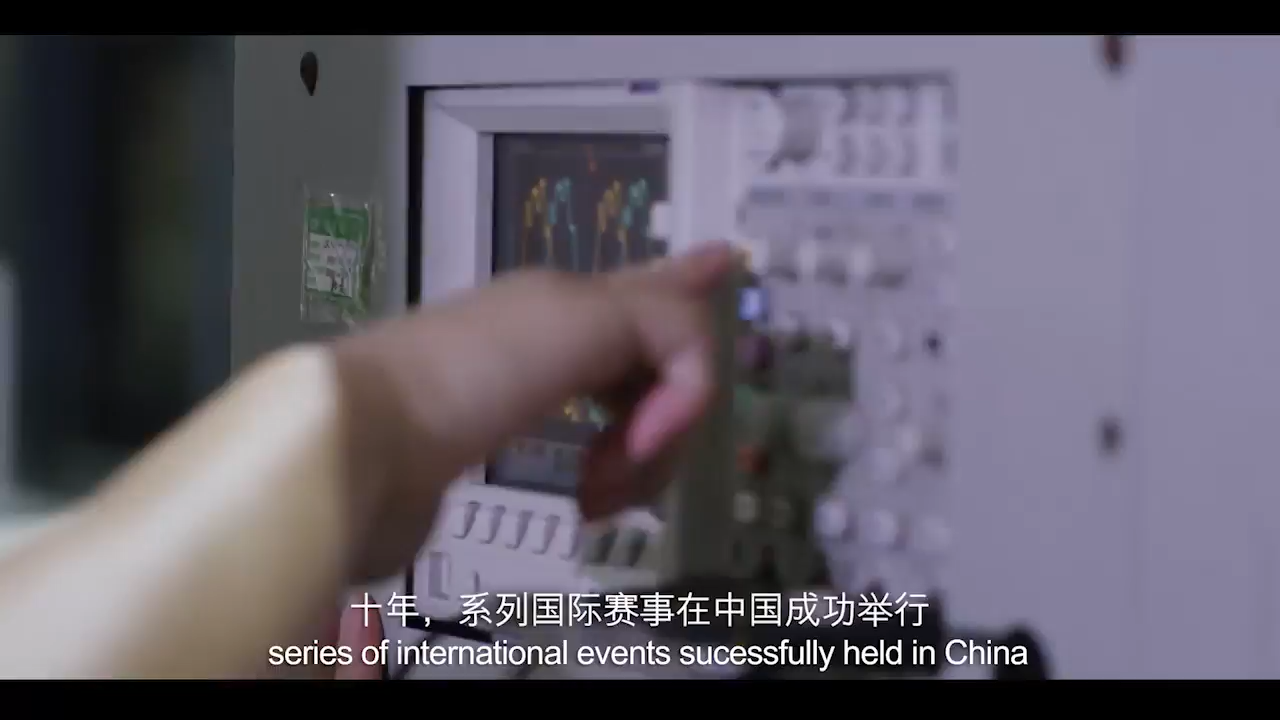 十年，系列国际赛事在中国成功举行
series of international events sucessfully held in China